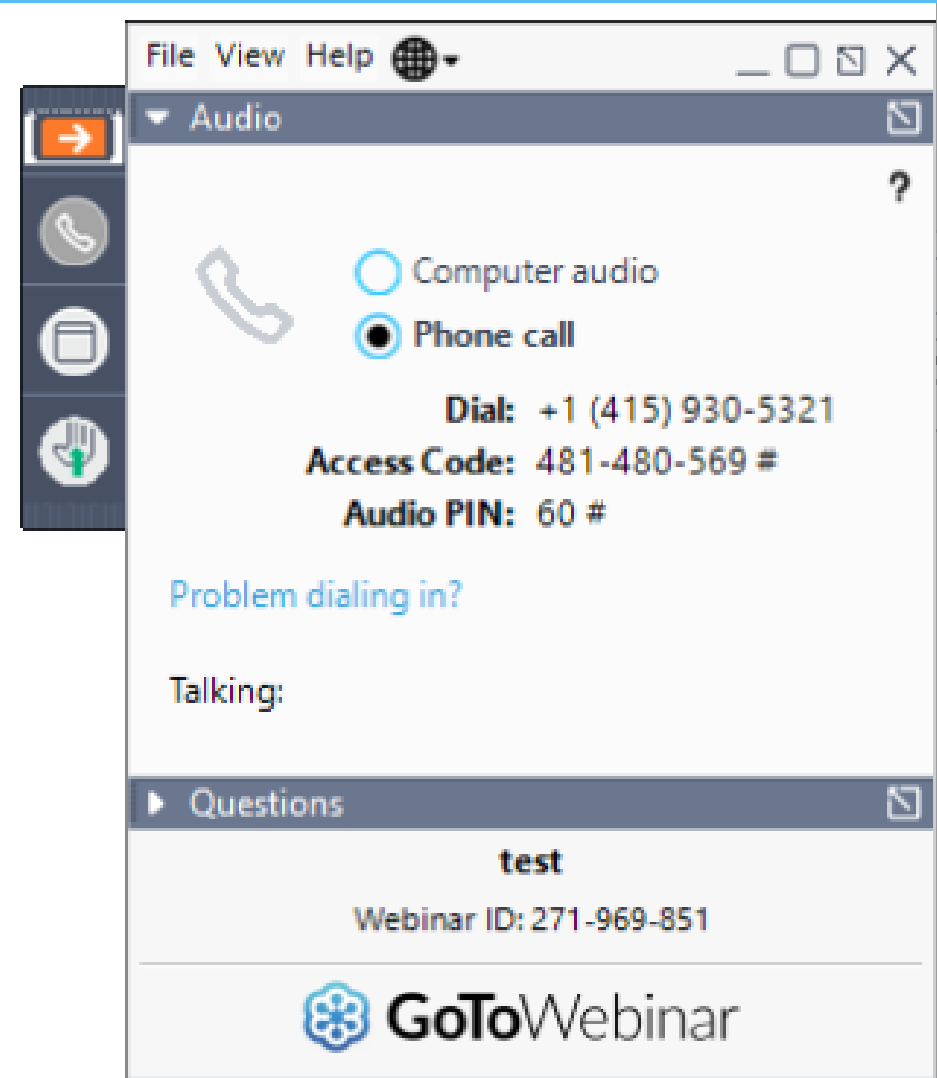 File View Help
Audio
?
Computer audio
Phone call
Dial: +1 (415) 930-5321
Access Code: 481-480-569 #
Audio PIN: 60 #
Problem dialing in?
Talking:
Questions
test
Webinar ID: 271-969-851
GoToWebinar